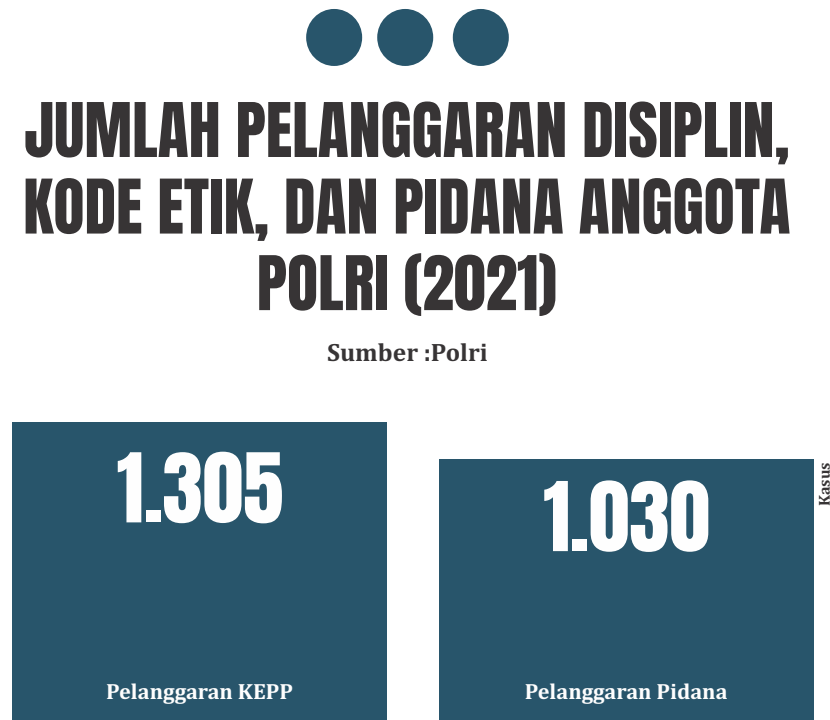 JUMLAH PELANGGARAN DISIPLIN,
KODE ETIK, DAN PIDANA ANGGOTA
POLRI (2021)
Sumber :Polri
1.305
Pelanggaran KEPP
1.030
Pelanggaran Pidana
Kasus